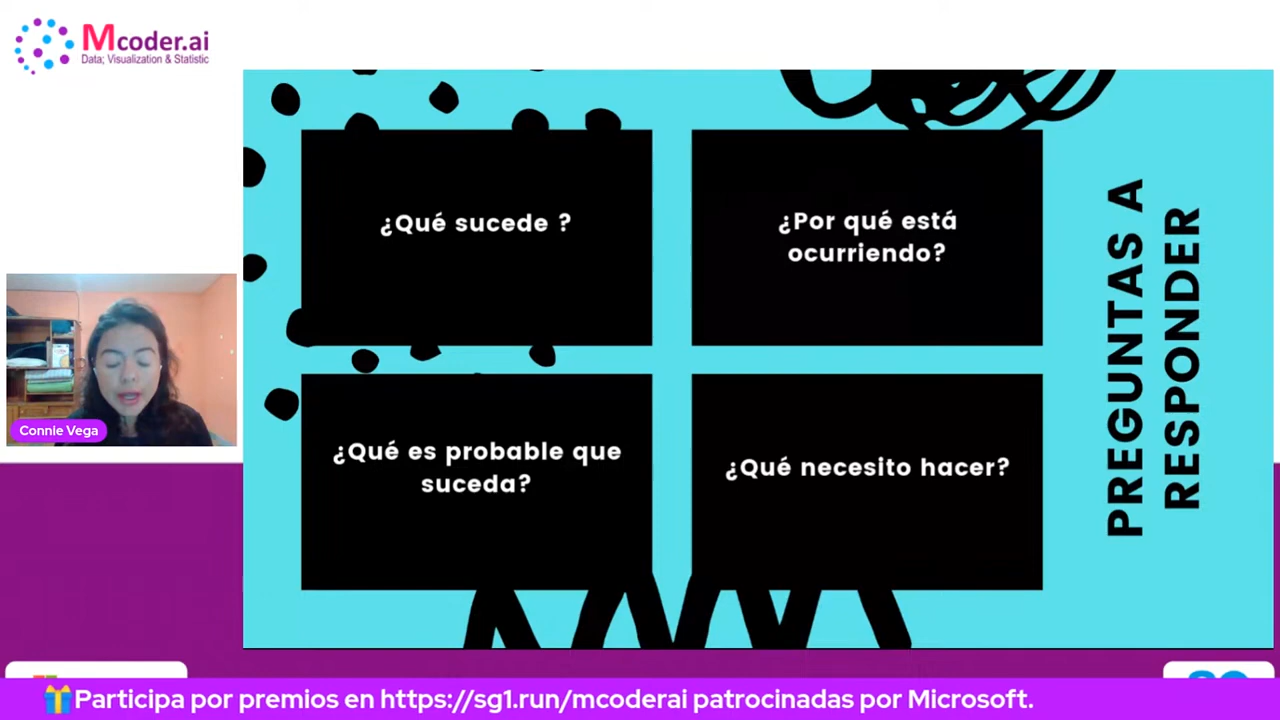 Mcoder.ai
Data; Visualization & Statistic
¿Qué sucede ?
¿Por qué está
ocurriendo?
¿Qué es probable que
suceda?
¿Qué necesito hacer?
PREGUNTAS A
RESPONDER
Connie Vega
Participa por premios en https://sg1.run/mcoderai patrocinadas por Microsoft.